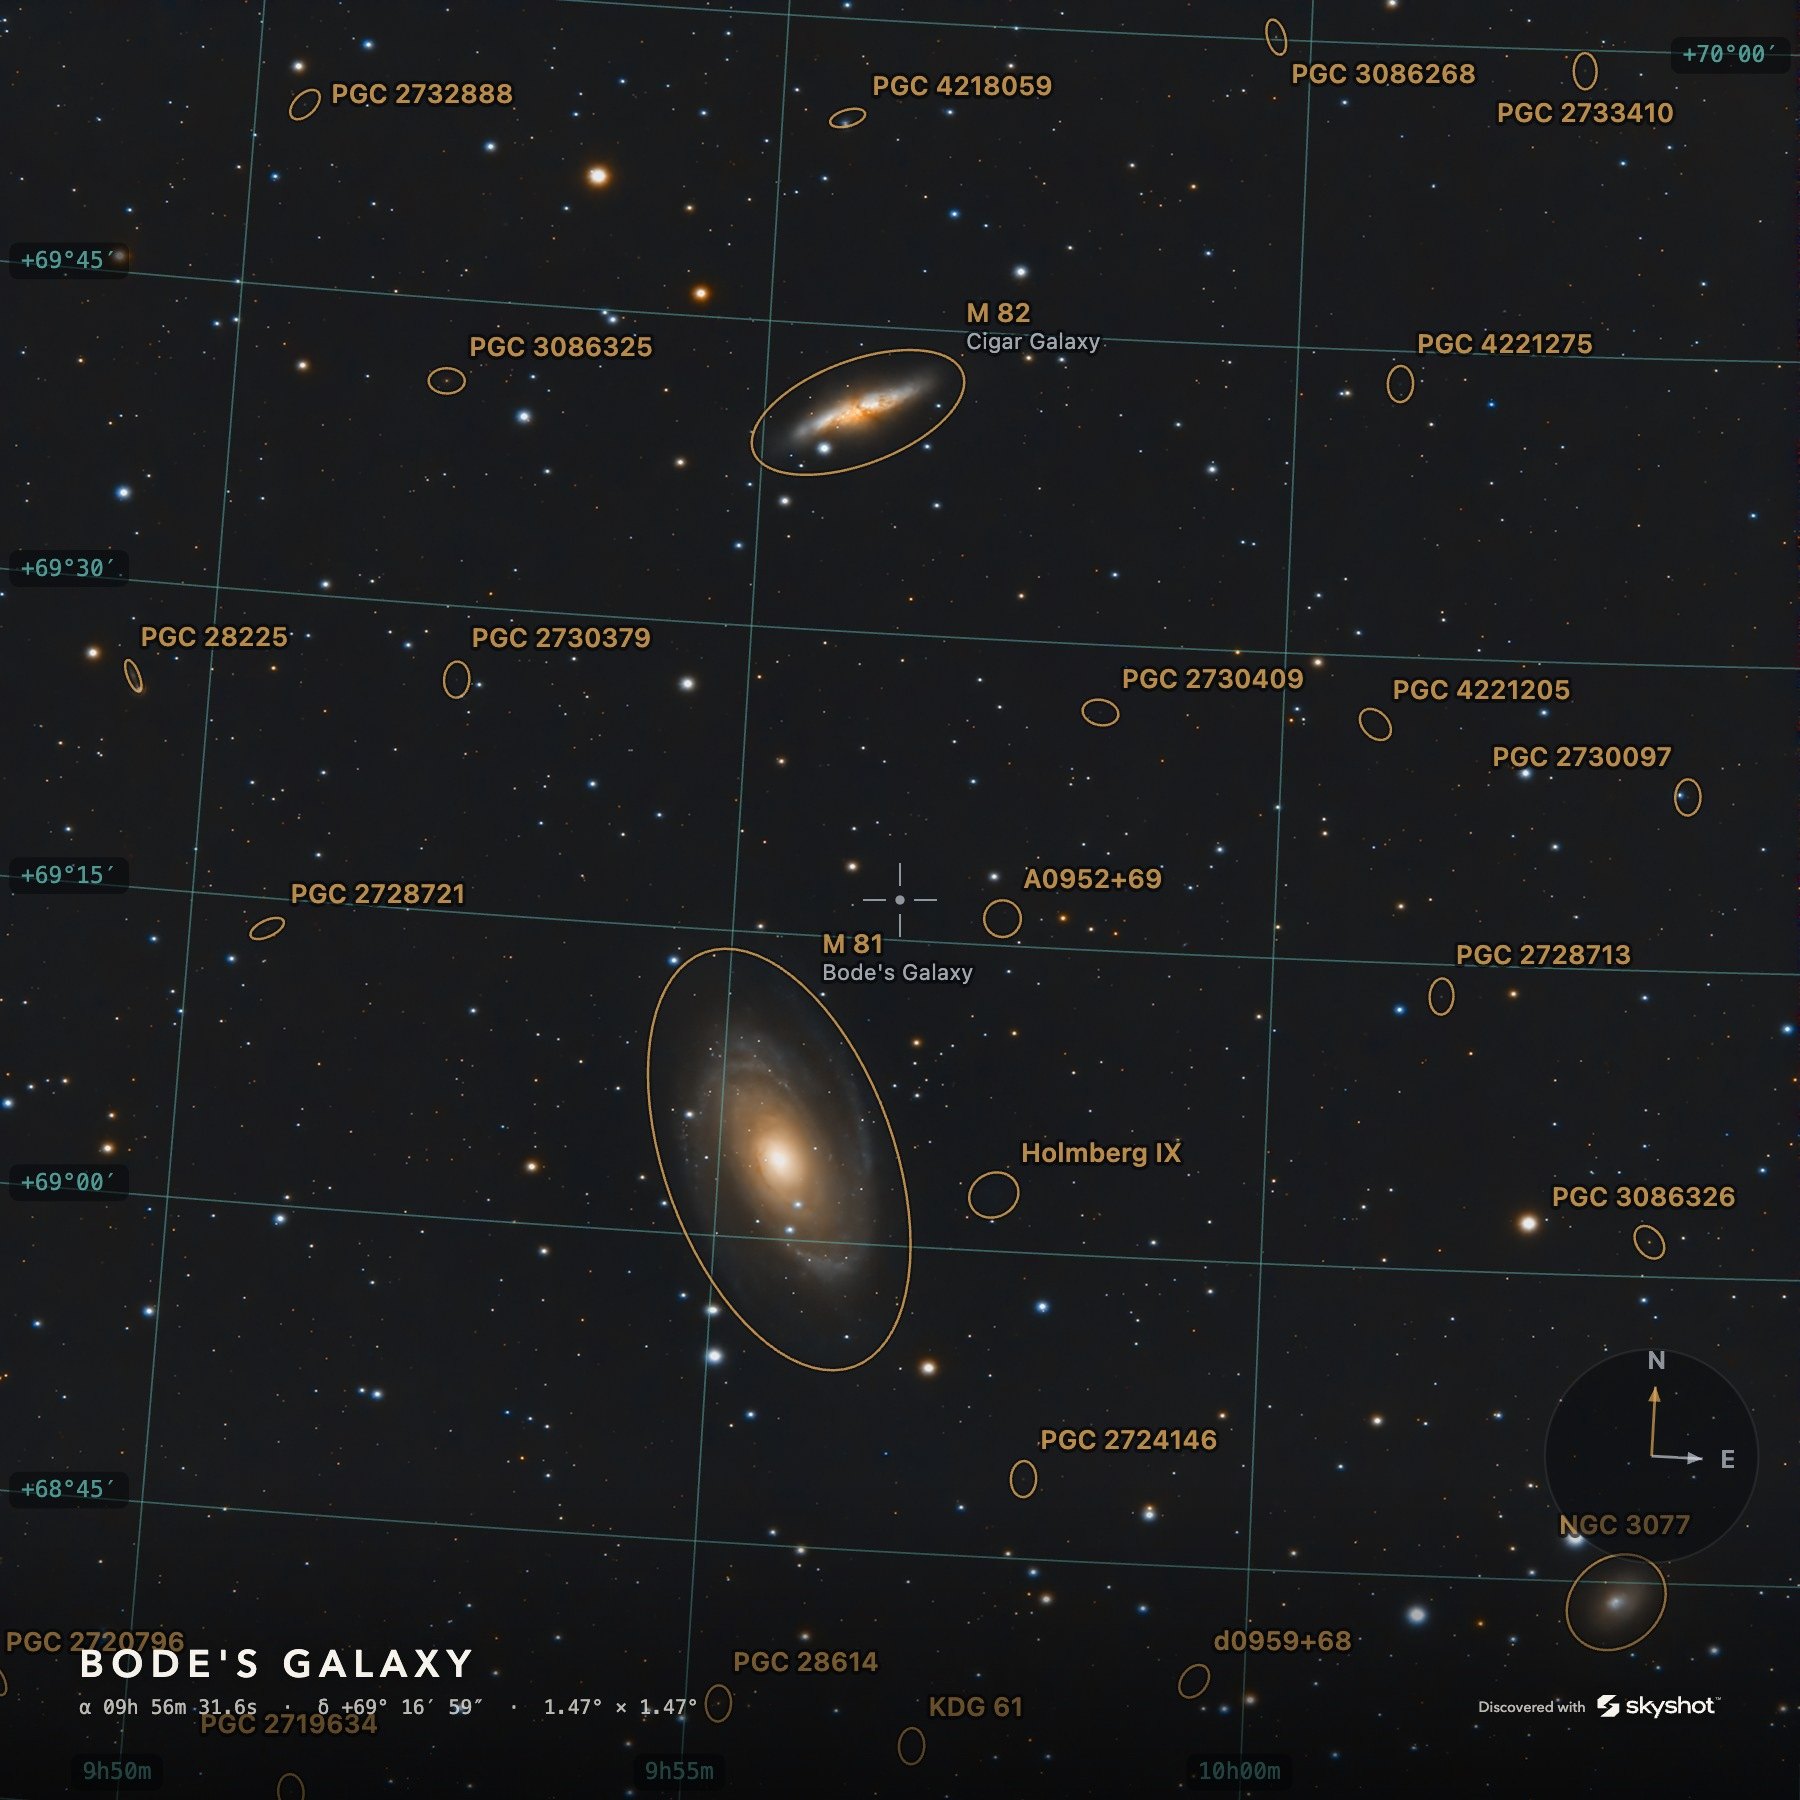 +70°00′
PGC 2732888
PGC 4218059
PGC 3086268
PGC 2733410
+69°45′
M 82
Cigar Galaxy
PGC 3086325
PGC 4221275
+69°30′
PGC 28225
PGC 2730379
PGC 2730409
PGC 4221205
PGC 2730097
+69°15′
PGC 2728721
A0952+69
M 81
Bode's Galaxy
PGC 2728713
Holmberg IX
+69°00′
PGC 3086326
N
E
PGC 2724146
+68°45′
NGC 3077
PGC 2720796
BODE'S GALAXY
PGC 28614
d0959+68
α 09h 56m 31.6s · δ +69° 16′ 59″ · 1.47° × 1.47°
PGC 2719634
KDG 61
Discovered with skyshot™
9h50m
9h55m
10h00m